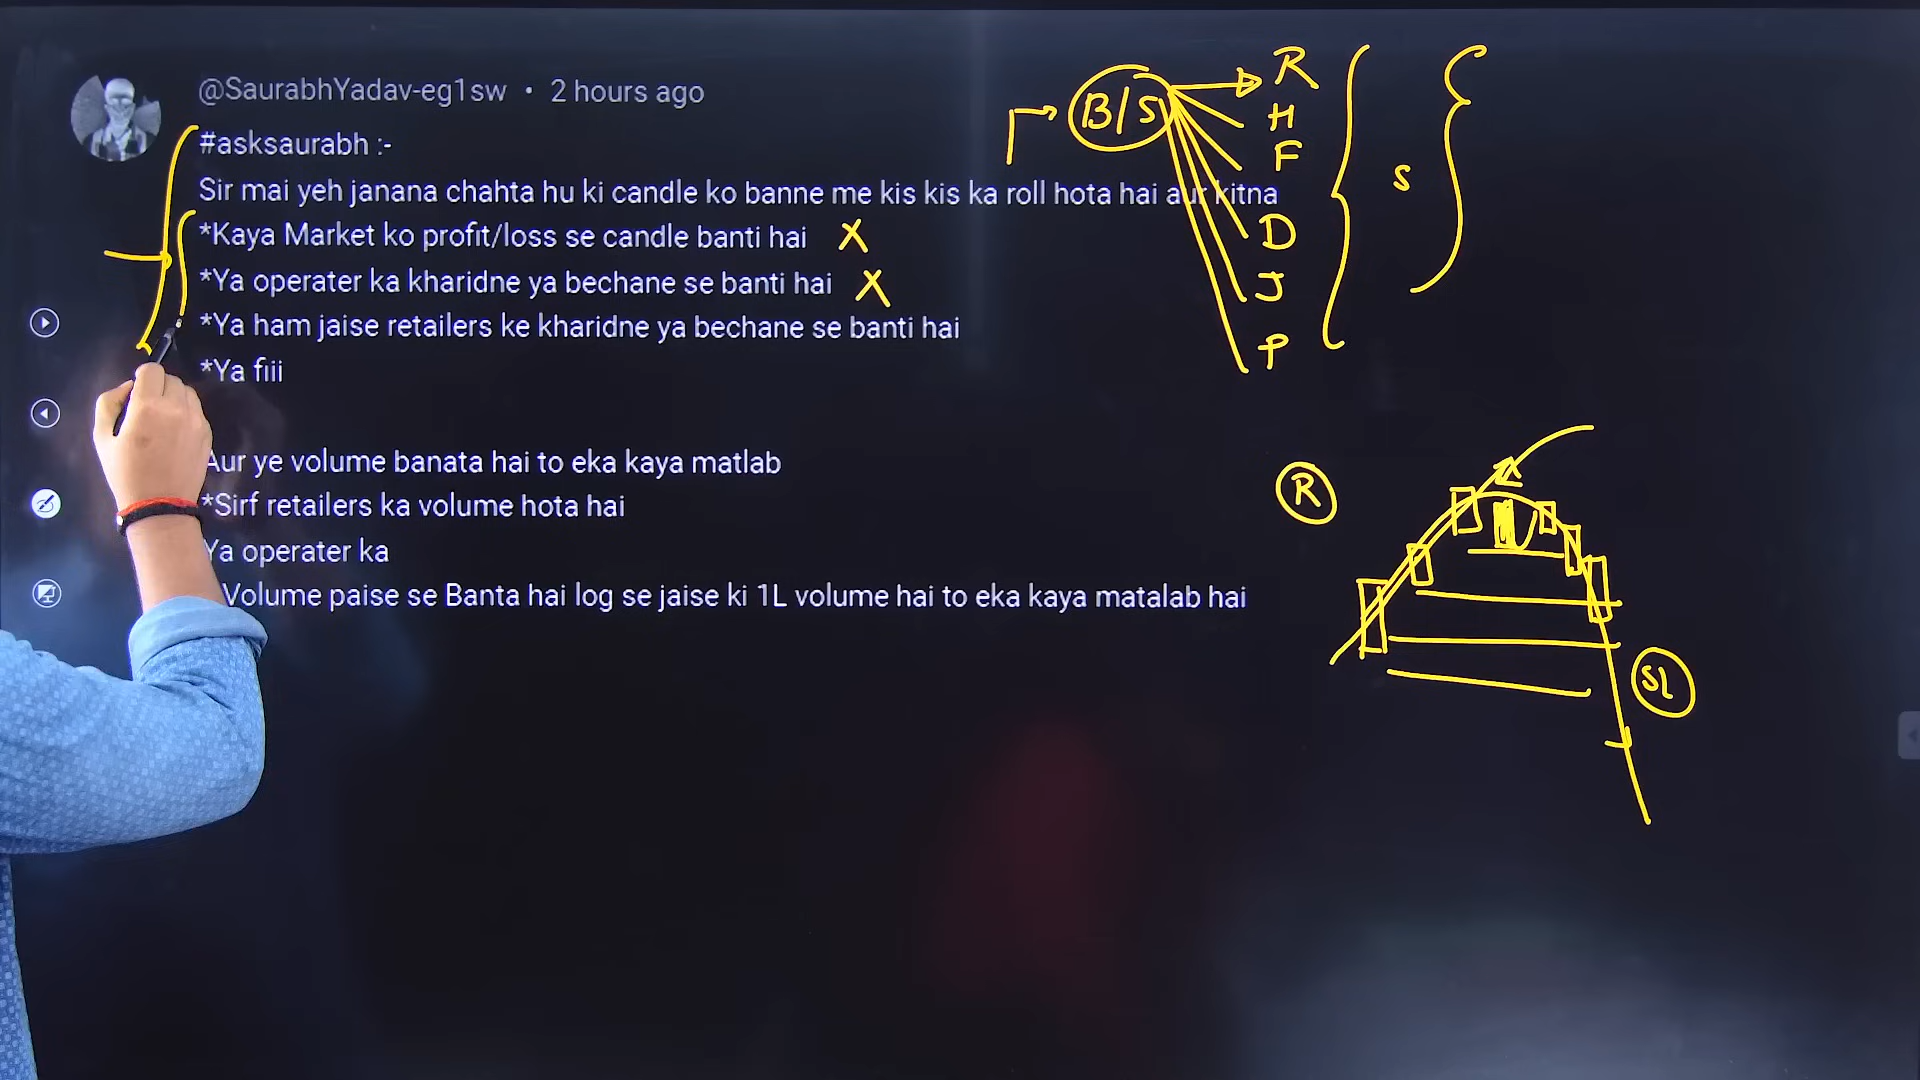 @SaurabhYadav-eg1sw • 2 hours ago
#asksaurabh :-
Sir mai yeh janana chahta hu ki candle ko banne me kis kis ka roll hota hai aur kitna
*Kaya Market ko profit/loss se candle banti hai X
*Ya operater ka kharidne ya bechane se banti hai X
*Ya ham jaise retailers ke kharidne ya bechane se banti hai
*Ya fiii
Aur ye volume banata hai to eka kaya matlab
*Sirf retailers ka volume hota hai
Ya operater ka
Volume paise se Banta hai log se jaise ki 1L volume hai to eka kaya matalab hai
B/S
R
H
F
D
J
P
S
R
SL